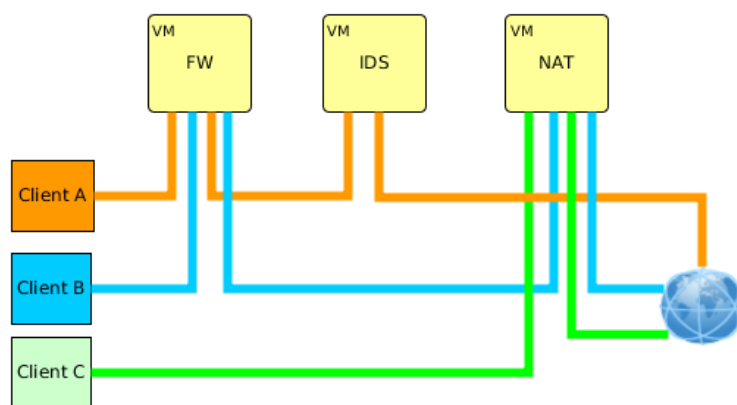 VM
FW
VM
IDS
VM
NAT
Client A
Client B
Client C